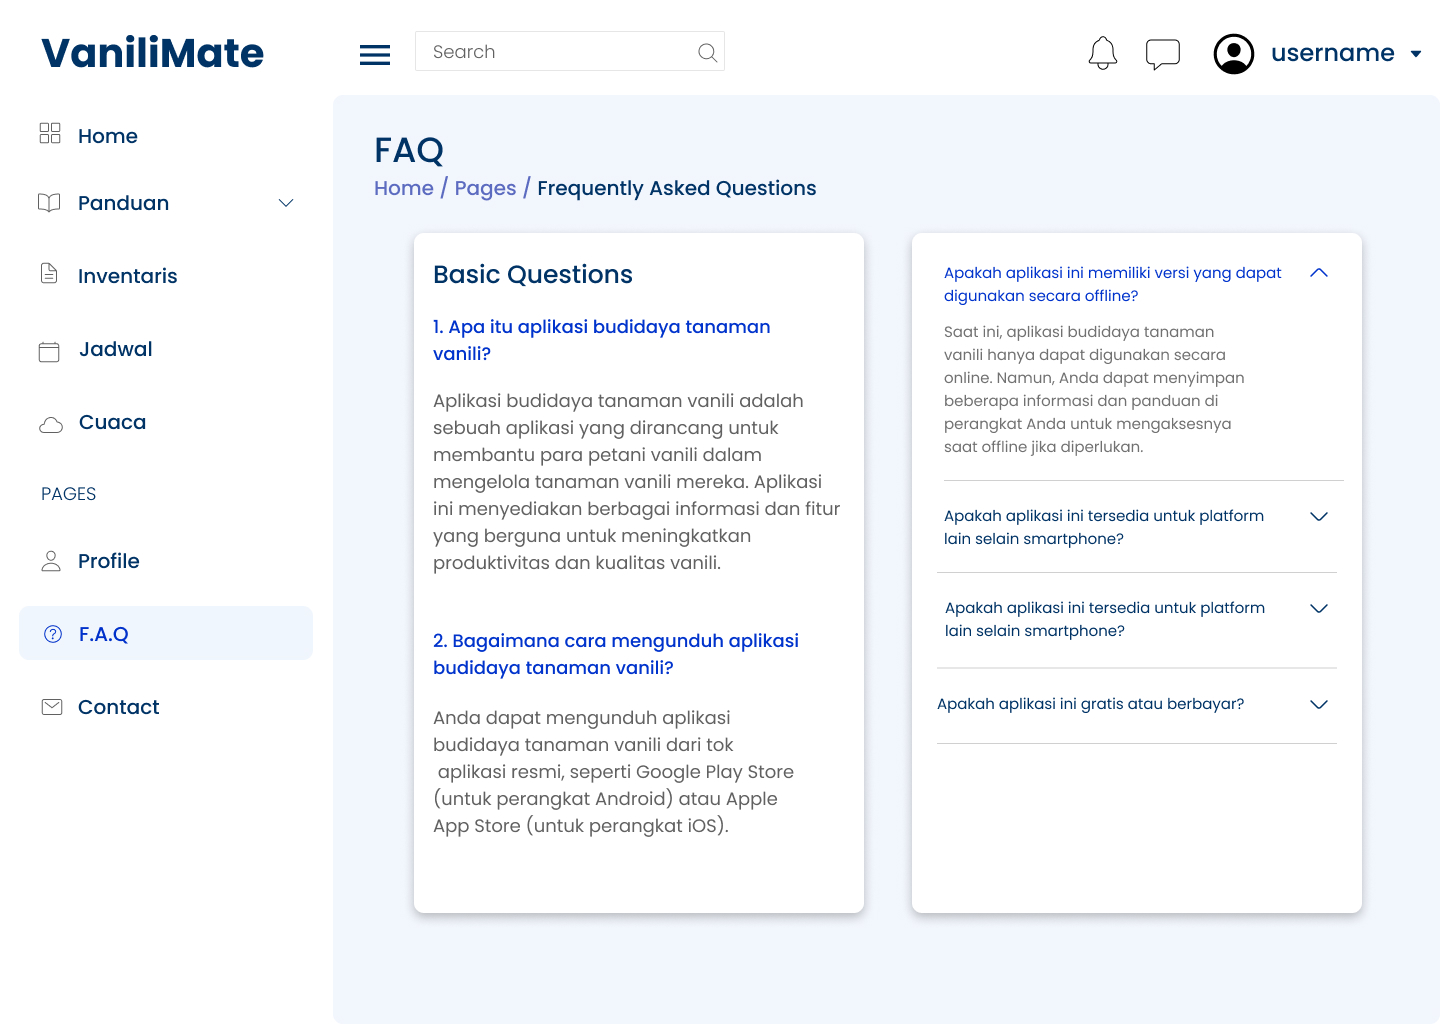 VaniliMate
Search
username
Home
Panduan
Inventaris
Jadwal
Cuaca
PAGES
Profile
F.A.Q
Contact
FAQ
Home / Pages / Frequently Asked Questions
Basic Questions
1. Apa itu aplikasi budidaya tanaman
vanili?
Aplikasi budidaya tanaman vanili adalah
sebuah aplikasi yang dirancang untuk
membantu para petani vanili dalam
mengelola tanaman vanili mereka. Aplikasi
ini menyediakan berbagai informasi dan fitur
yang berguna untuk meningkatkan
produktivitas dan kualitas vanili.
2. Bagaimana cara mengunduh aplikasi
budidaya tanaman vanili?
Anda dapat mengunduh aplikasi
budidaya tanaman vanili dari tok
aplikasi resmi, seperti Google Play Store
(untuk perangkat Android) atau Apple
App Store (untuk perangkat iOS).
Apakah aplikasi ini memiliki versi yang dapat
digunakan secara offline?
Saat ini, aplikasi budidaya tanaman
vanili hanya dapat digunakan secara
online. Namun, Anda dapat menyimpan
beberapa informasi dan panduan di
perangkat Anda untuk mengaksesnya
saat offline jika diperlukan.
Apakah aplikasi ini tersedia untuk platform
lain selain smartphone?
Apakah aplikasi ini tersedia untuk platform
lain selain smartphone?
Apakah aplikasi ini gratis atau berbayar?